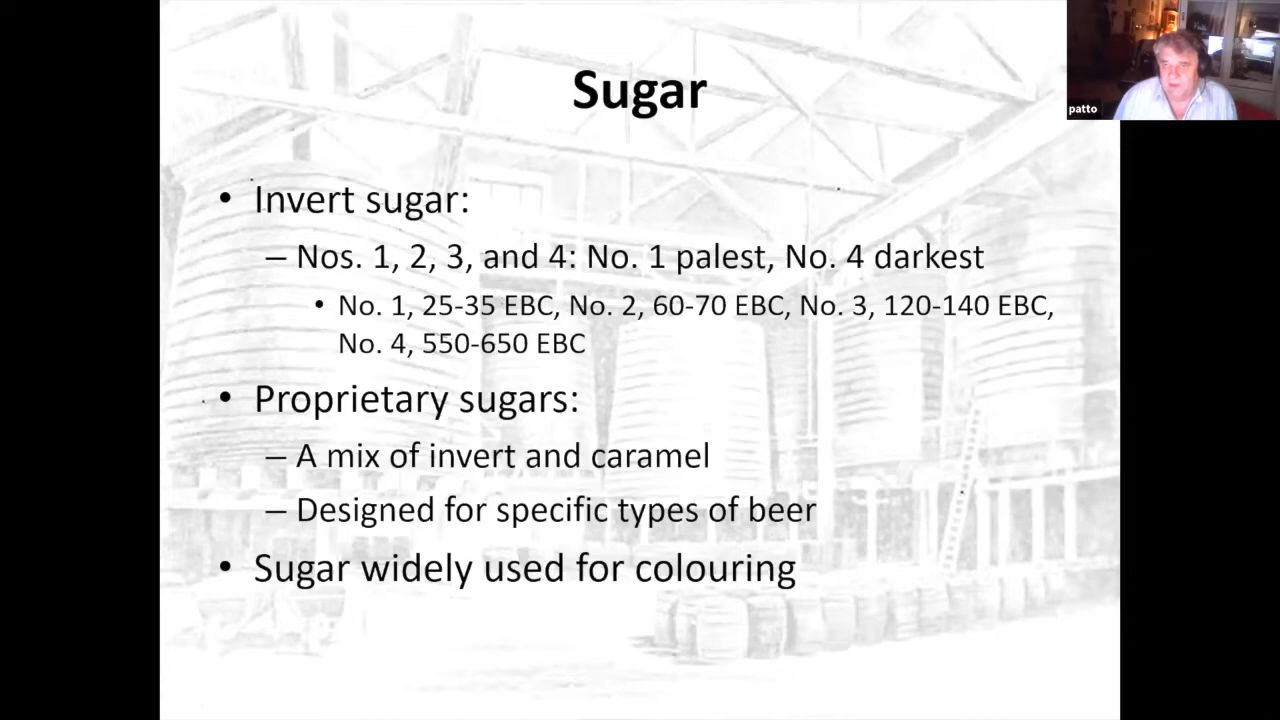 Sugar
patto
• Invert sugar:
– Nos. 1, 2, 3, and 4: No. 1 palest, No. 4 darkest
• No. 1, 25-35 EBC, No. 2, 60-70 EBC, No. 3, 120-140 EBC,
No. 4, 550-650 EBC
• Proprietary sugars:
– A mix of invert and caramel
– Designed for specific types of beer
• Sugar widely used for colouring